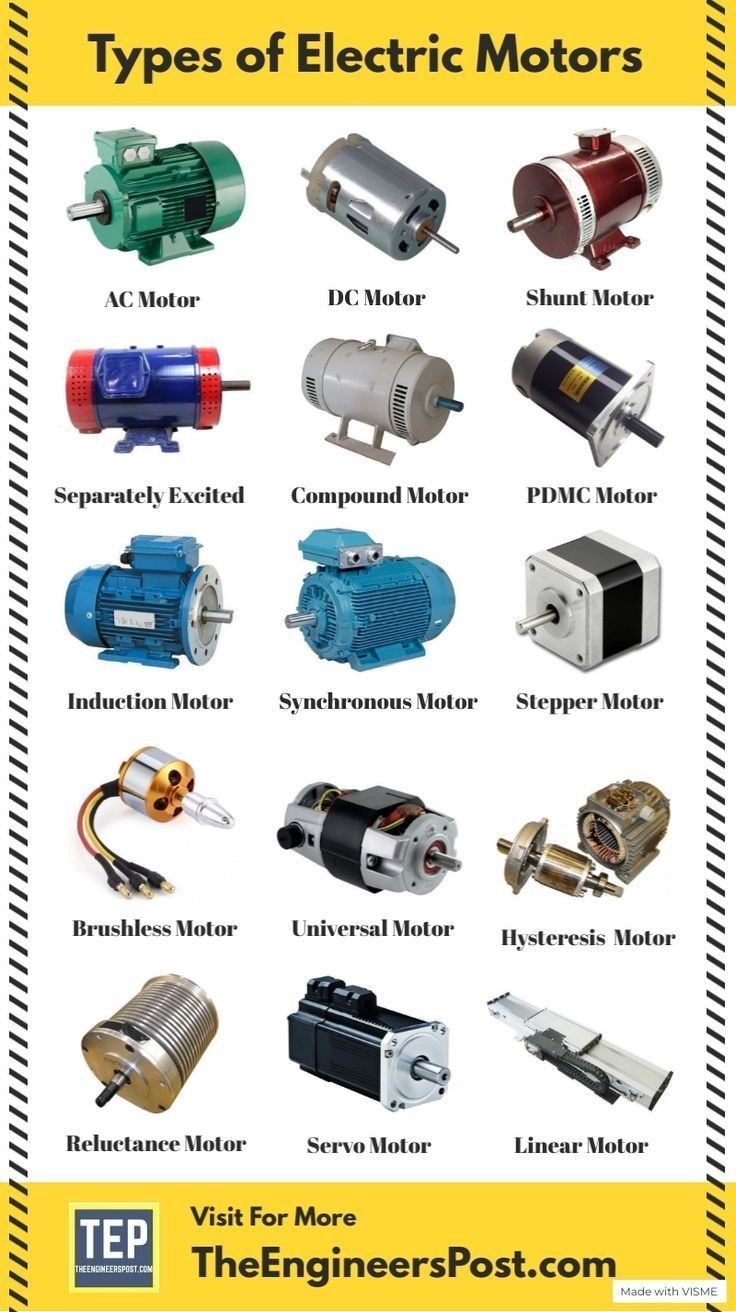 Types of Electric Motors
AC Motor
DC Motor
Shunt Motor
Separately Excited
Compound Motor
PDMC Motor
Induction Motor
Synchronous Motor
Stepper Motor
Brushless Motor
Universal Motor
Hysteresis Motor
Reluctance Motor
Servo Motor
Linear Motor
TEP
THEENGINEERSPOST.COM
Visit For More
TheEngineersPost.com
Made with VISME